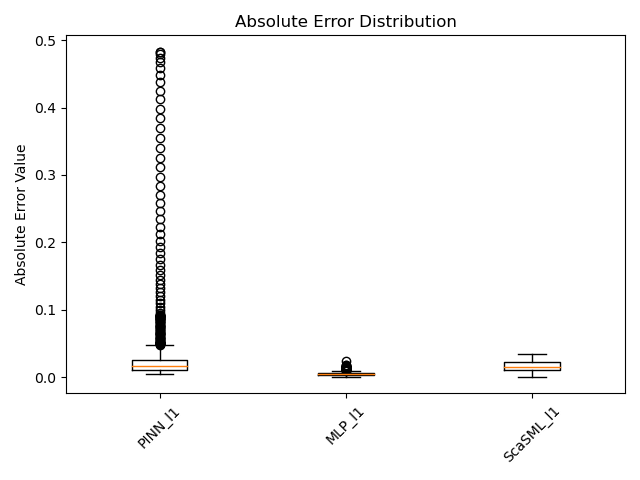 Absolute Error Distribution
0.5
0.4
0.3
0.2
0.1
0.0
Absolute Error Value
PINN_l1
MLP_l1
ScaSML_l1